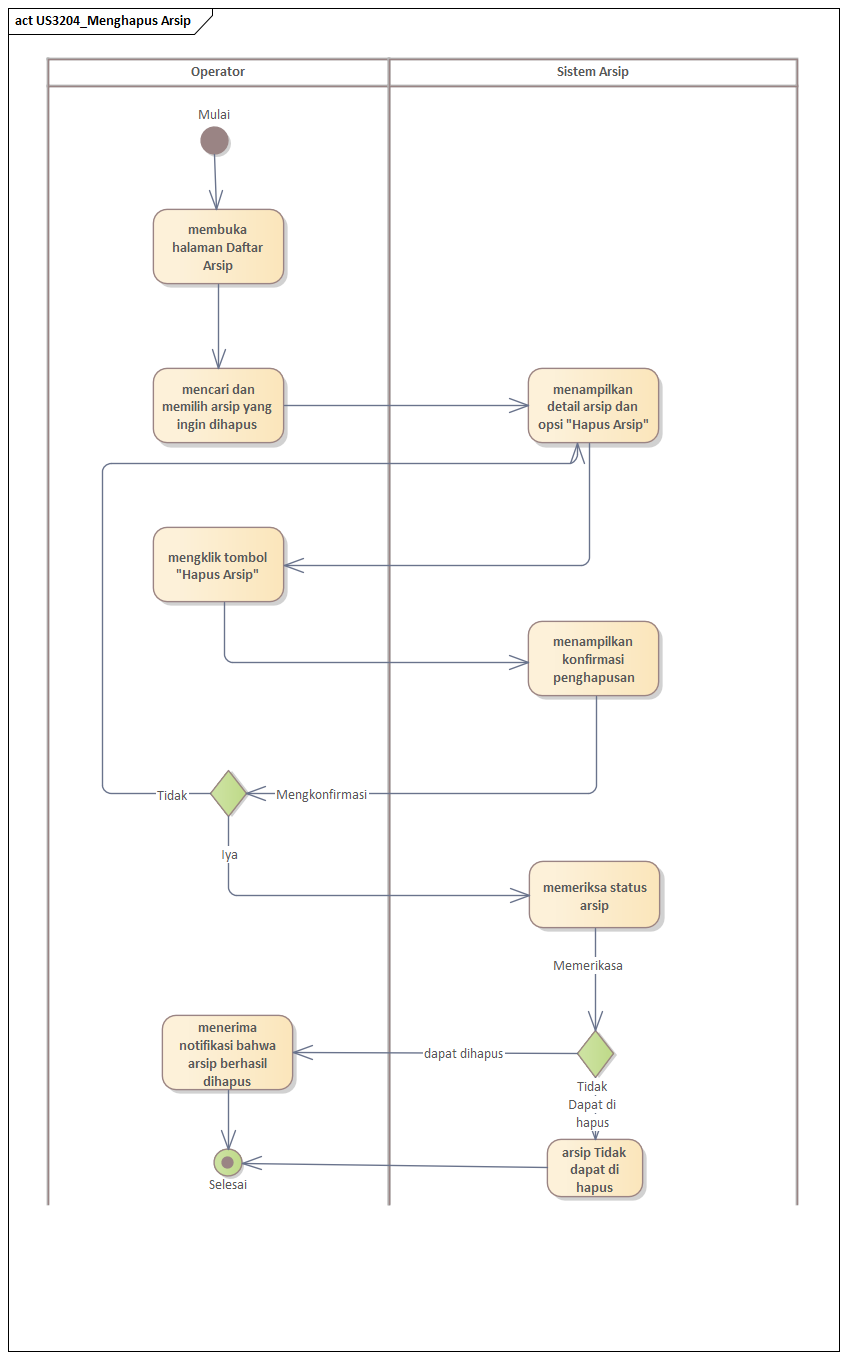 act US3204_Menghapus Arsip
Operator
Sistem Arsip
Mulai
membuka
halaman Daftar
Arsip
mencari dan
memilih arsip yang
ingin dihapus
menampilkan
detail arsip dan
opsi "Hapus Arsip"
mengklik tombol
"Hapus Arsip"
menampilkan
konfirmasi
penghapusan
Tidak
Mengkonfirmasi
Iya
memeriksa status
arsip
Memerikasa
menerima
notifikasi bahwa
arsip berhasil
dihapus
dapat dihapus
Tidak
Dapat di
hapus
arsip Tidak
dapat di
hapus
Selesai